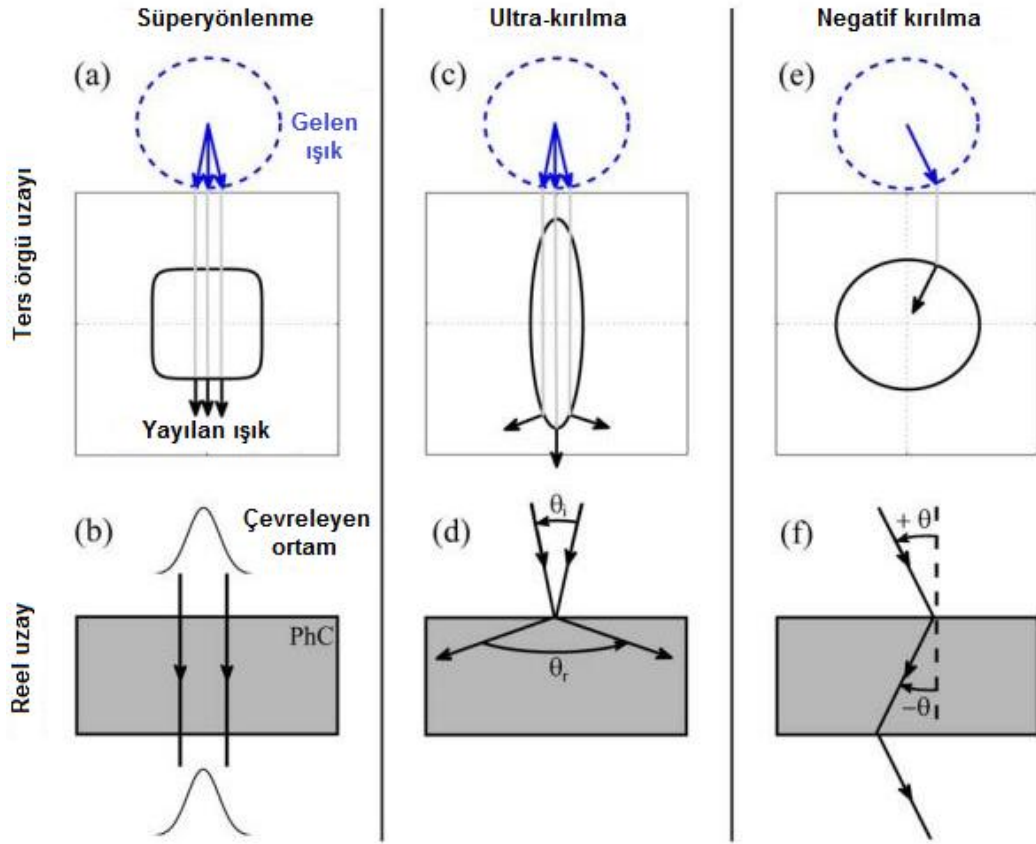 Süperyönlenme
Ultra-kırılma
Negatif kırılma
Ters örgü uzayı
(a)
Gelen
ışık
Yayılan ışık
(c)
(e)
Reel uzay
(b)
Çevreleyen
ortam
PhC
(d)
θi
θr
(f)
+ θ
−θ